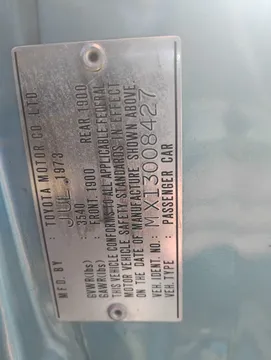 MFD. BY : TOYOTA MOTOR CO., LTD.
JUNE 1973
GVWR(lbs) : 3540
GAWR(lbs) : FRONT 1900 REAR 1900
THIS VEHICLE CONFORMS TO ALL APPLICABLE FEDERAL
MOTOR VEHICLE SAFETY STANDARDS IN EFFECT
ON THE DATE OF MANUFACTURE SHOWN ABOVE.
VEH. IDENT. NO. : MX13008427
VEH. TYPE : PASSENGER CAR